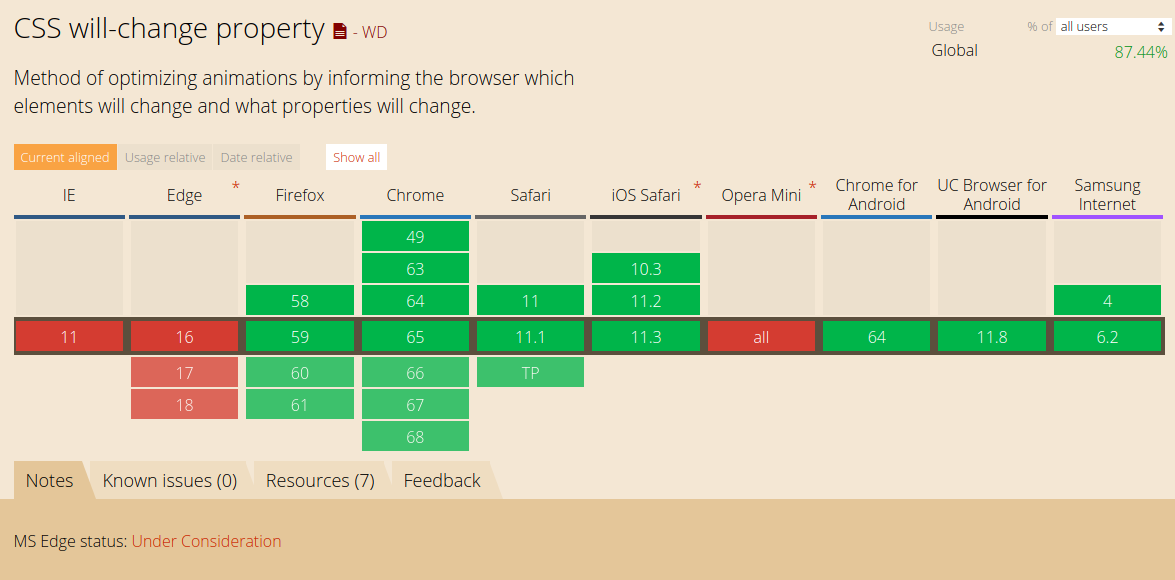 CSS will-change property - WD
Usage % of all users
Global 87.44%
Method of optimizing animations by informing the browser which
elements will change and what properties will change.
Current aligned Usage relative Date relative Show all
IE Edge * Firefox Chrome Safari iOS Safari * Opera Mini * Chrome for Android UC Browser for Android Samsung Internet
49
63 10.3
58 64 11 11.2 4
11 16 59 65 11.1 11.3 all 64 11.8 6.2
17 60 66 TP
18 61 67
68
Notes Known issues (0) Resources (7) Feedback
MS Edge status: Under Consideration